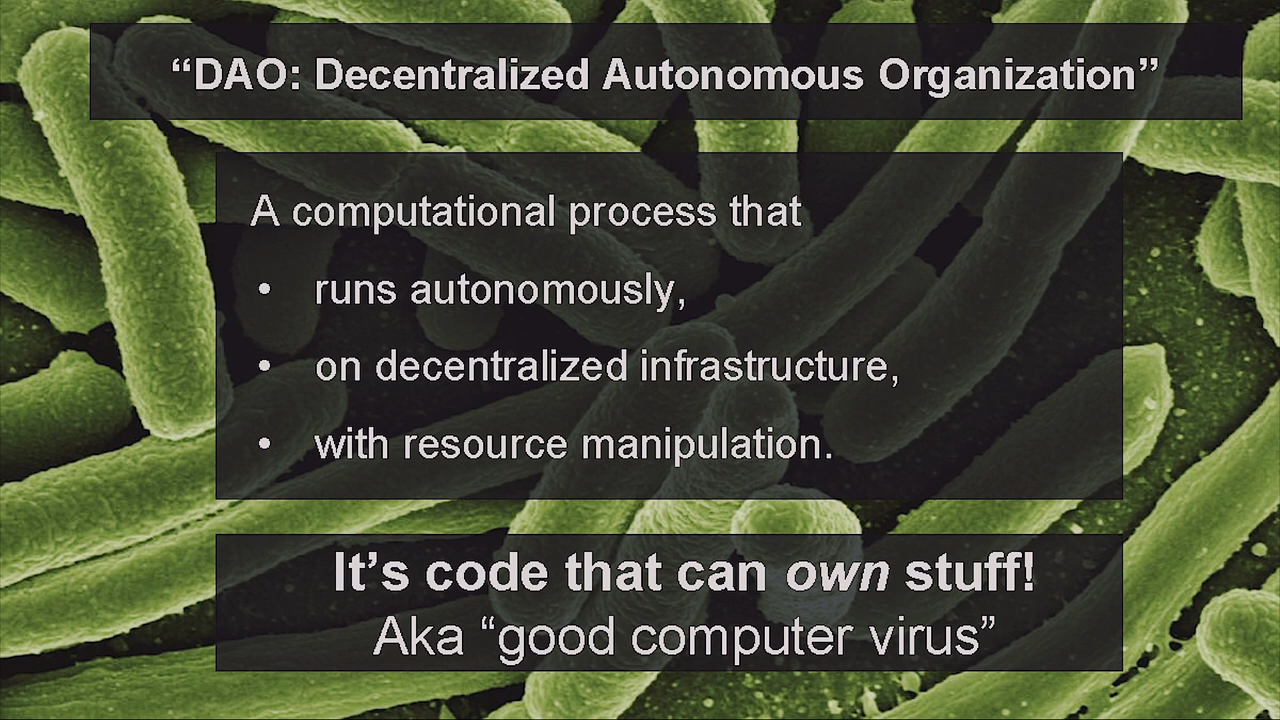 “DAO: Decentralized Autonomous Organization”
A computational process that
• runs autonomously,
• on decentralized infrastructure,
• with resource manipulation.
It’s code that can own stuff!
Aka “good computer virus”